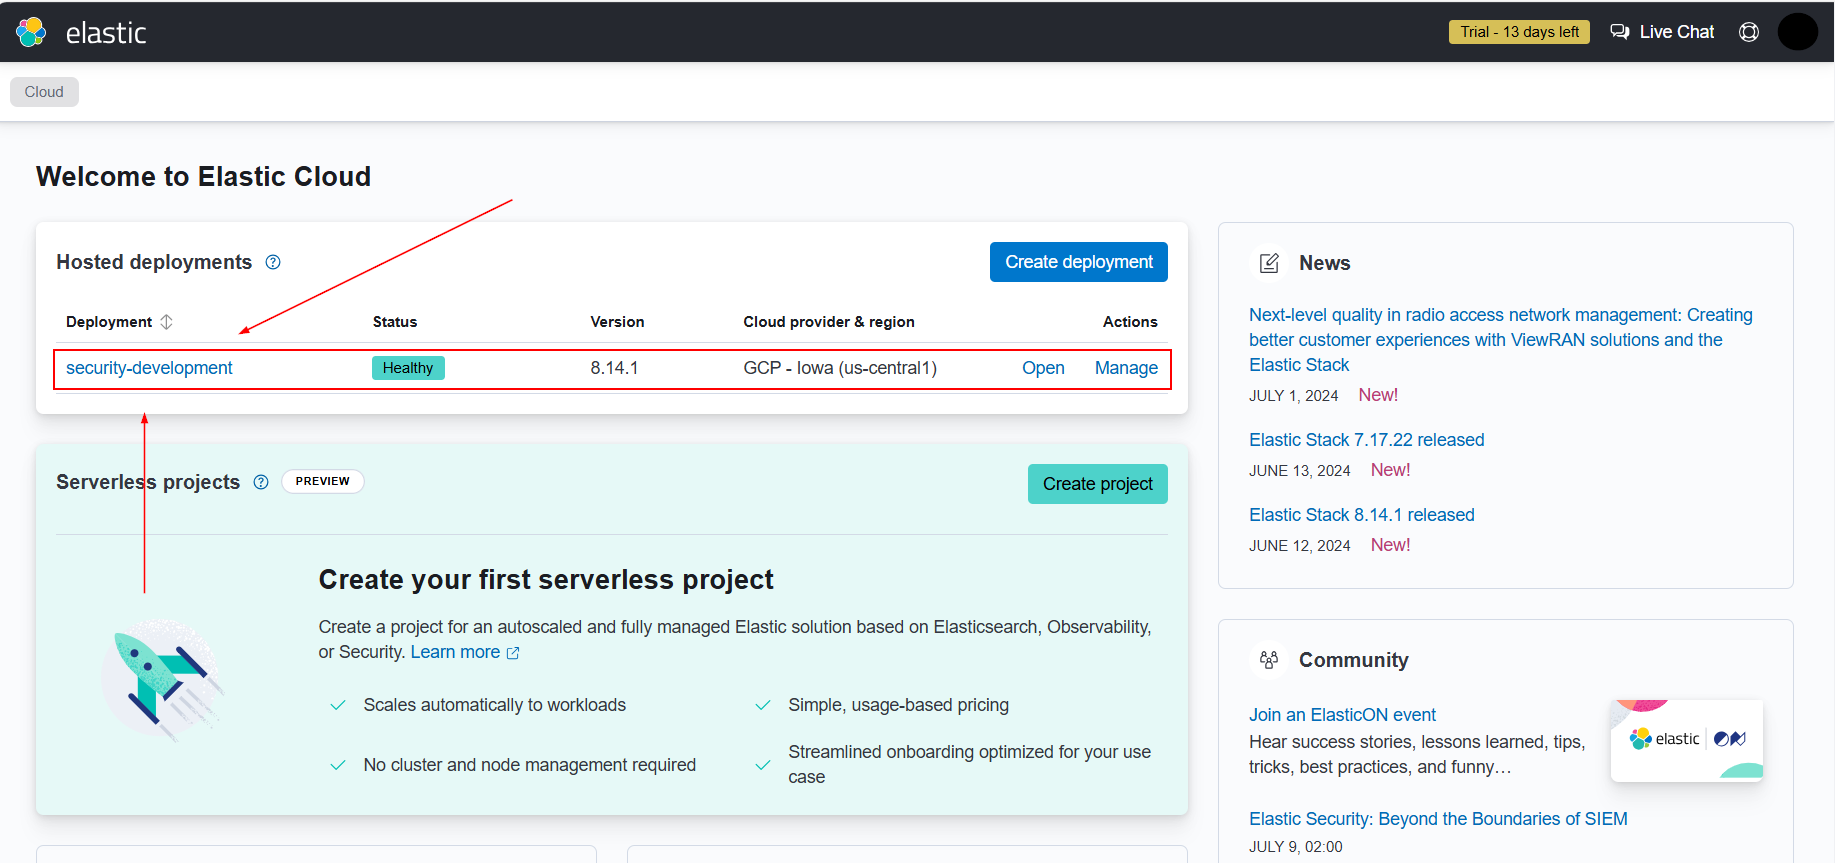 elastic
Trial - 13 days left
Live Chat
Cloud
Welcome to Elastic Cloud
Hosted deployments
Create deployment
Deployment Status Version Cloud provider & region Actions
security-development Healthy 8.14.1 GCP - Iowa (us-central1) Open Manage
Serverless projects PREVIEW
Create project
Create your first serverless project
Create a project for an autoscaled and fully managed Elastic solution based on Elasticsearch, Observability,
or Security. Learn more
Scales automatically to workloads
Simple, usage-based pricing
No cluster and node management required
Streamlined onboarding optimized for your use
case
News
Next-level quality in radio access network management: Creating
better customer experiences with ViewRAN solutions and the
Elastic Stack
JULY 1, 2024 New!
Elastic Stack 7.17.22 released
JUNE 13, 2024 New!
Elastic Stack 8.14.1 released
JUNE 12, 2024 New!
Community
Join an ElasticON event
Hear success stories, lessons learned, tips,
tricks, best practices, and funny…
elastic ON
Elastic Security: Beyond the Boundaries of SIEM
JULY 9, 02:00